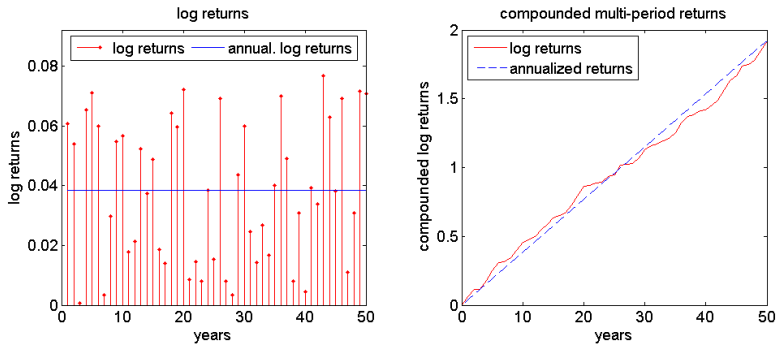 log returns
log returns
annual. log returns
0.08
0.06
0.04
0.02
0
log returns
0 10 20 30 40 50
years
compounded multi-period returns
log returns
annualized returns
2
1.5
1
0.5
0
compounded log returns
0 10 20 30 40 50
years